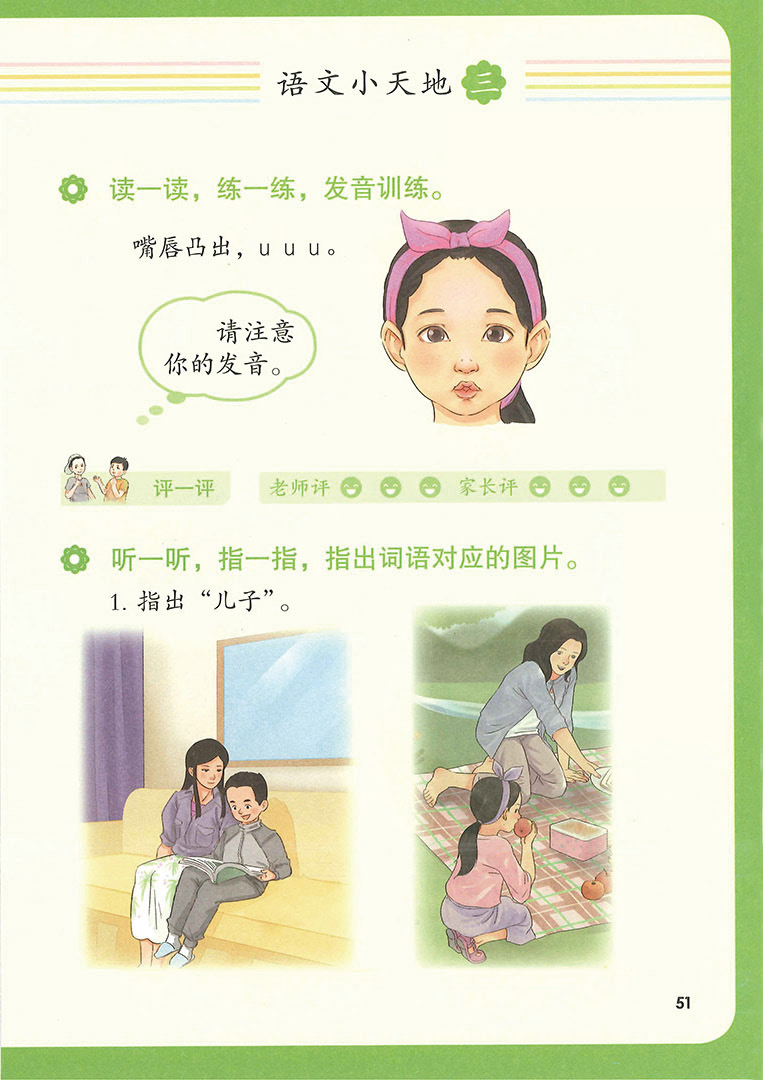 语文小天地 三
读一读，练一练，发音训练。
嘴唇凸出，u u u。
请注意
你的发音。
评一评 老师评 家长评
听一听，指一指，指出词语对应的图片。
1. 指出“儿子”。
51